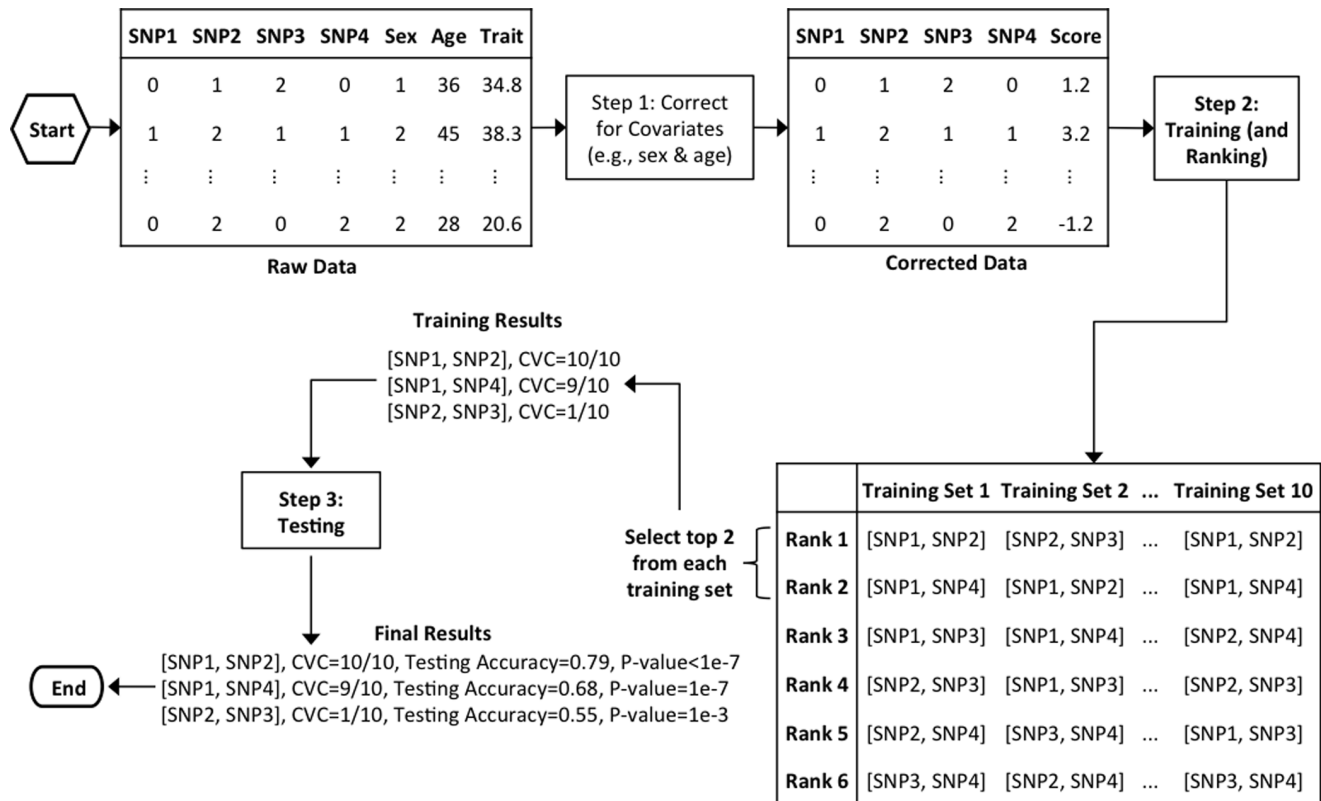 Start
SNP1 SNP2 SNP3 SNP4 Sex Age Trait
0 1 2 0 1 36 34.8
1 2 1 1 2 45 38.3
⋮ ⋮ ⋮ ⋮ ⋮ ⋮ ⋮
0 2 0 2 2 28 20.6
Raw Data
Step 1: Correct
for Covariates
(e.g., sex & age)
SNP1 SNP2 SNP3 SNP4 Score
0 1 2 0 1.2
1 2 1 1 3.2
⋮ ⋮ ⋮ ⋮ ⋮
0 2 0 2 -1.2
Corrected Data
Step 2:
Training (and
Ranking)
Training Set 1 Training Set 2 ... Training Set 10
Rank 1 [SNP1, SNP2] [SNP2, SNP3] ... [SNP1, SNP2]
Rank 2 [SNP1, SNP4] [SNP1, SNP2] ... [SNP1, SNP4]
Rank 3 [SNP1, SNP3] [SNP1, SNP4] ... [SNP2, SNP4]
Rank 4 [SNP2, SNP3] [SNP1, SNP3] ... [SNP2, SNP3]
Rank 5 [SNP2, SNP4] [SNP3, SNP4] ... [SNP1, SNP3]
Rank 6 [SNP3, SNP4] [SNP2, SNP4] ... [SNP3, SNP4]
Select top 2
from each
training set
Training Results
[SNP1, SNP2], CVC=10/10
[SNP1, SNP4], CVC=9/10
[SNP2, SNP3], CVC=1/10
Step 3:
Testing
Final Results
[SNP1, SNP2], CVC=10/10, Testing Accuracy=0.79, P-value<1e-7
[SNP1, SNP4], CVC=9/10, Testing Accuracy=0.68, P-value=1e-7
[SNP2, SNP3], CVC=1/10, Testing Accuracy=0.55, P-value=1e-3
End